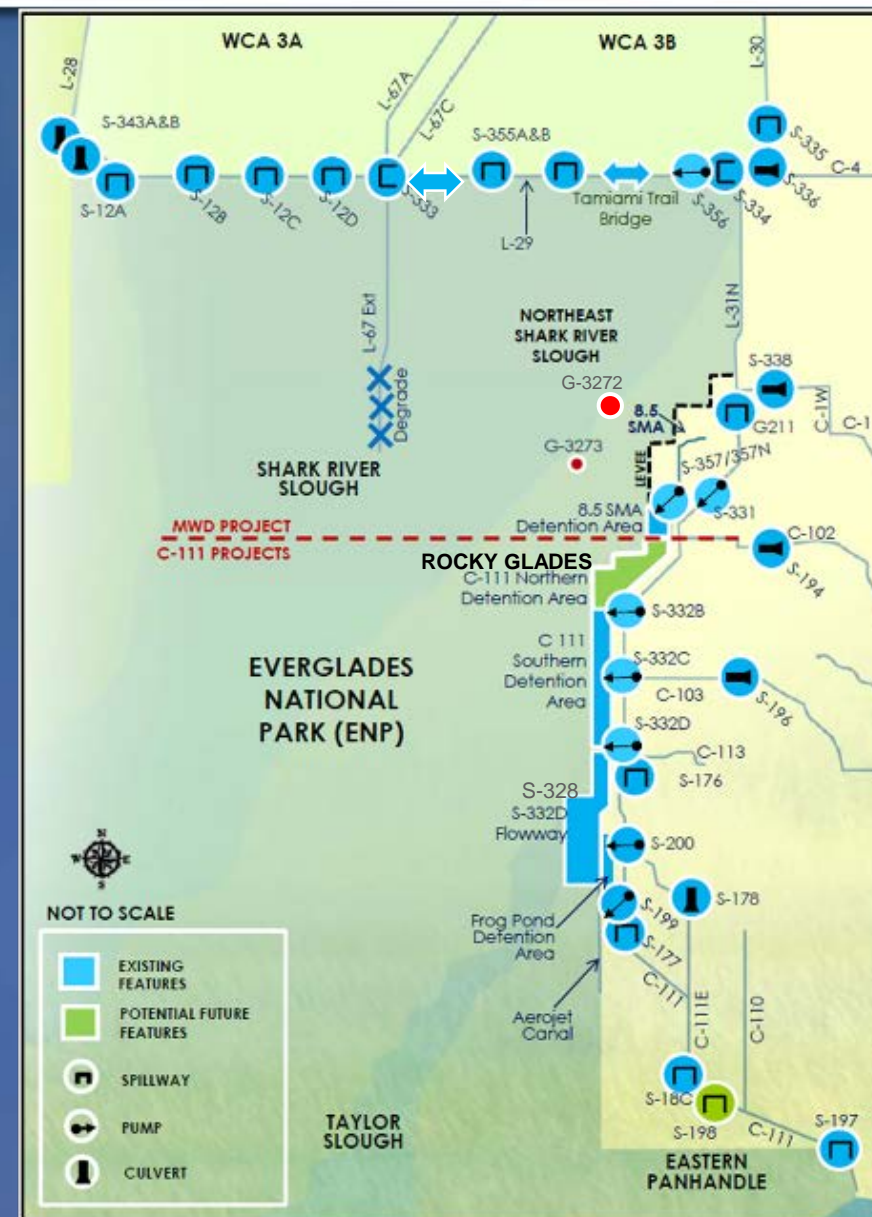 WCA 3A
WCA 3B
L-28
L-67A
L-67C
L-30
S-343A&B
S-355A&B
S-335
C-4
S-336
S-12A
S-12B
S-12C
S-12D
S-333
L-29
Tamiami Trail
Bridge
S-356
S-334
L-67 Ext
Degrade
NORTHEAST
SHARK RIVER
SLOUGH
L-31N
G-3272
S-338
8.5
SMA
G211
C-1W
C-1
G-3273
LEVEE
S-357/357N
SHARK RIVER
SLOUGH
8.5 SMA
Detention Area
S-331
MWD PROJECT
C-111 PROJECTS
C-102
S-194
ROCKY GLADES
C-111 Northern
Detention Area
S-332B
C 111
Southern
Detention
Area
S-332C
C-103
S-196
EVERGLADES
NATIONAL
PARK (ENP)
S-332D
C-113
S-176
S-328
S-332D
Flowway
S-200
N
W
E
S
S-178
NOT TO SCALE
Frog Pond
Detention
Area
S-199
S-177
C-111
Aerojet
Canal
C-111E
C-110
EXISTING
FEATURES
POTENTIAL FUTURE
FEATURES
SPILLWAY
PUMP
CULVERT
TAYLOR
SLOUGH
S-18C
S-198
C-111
S-197
EASTERN
PANHANDLE